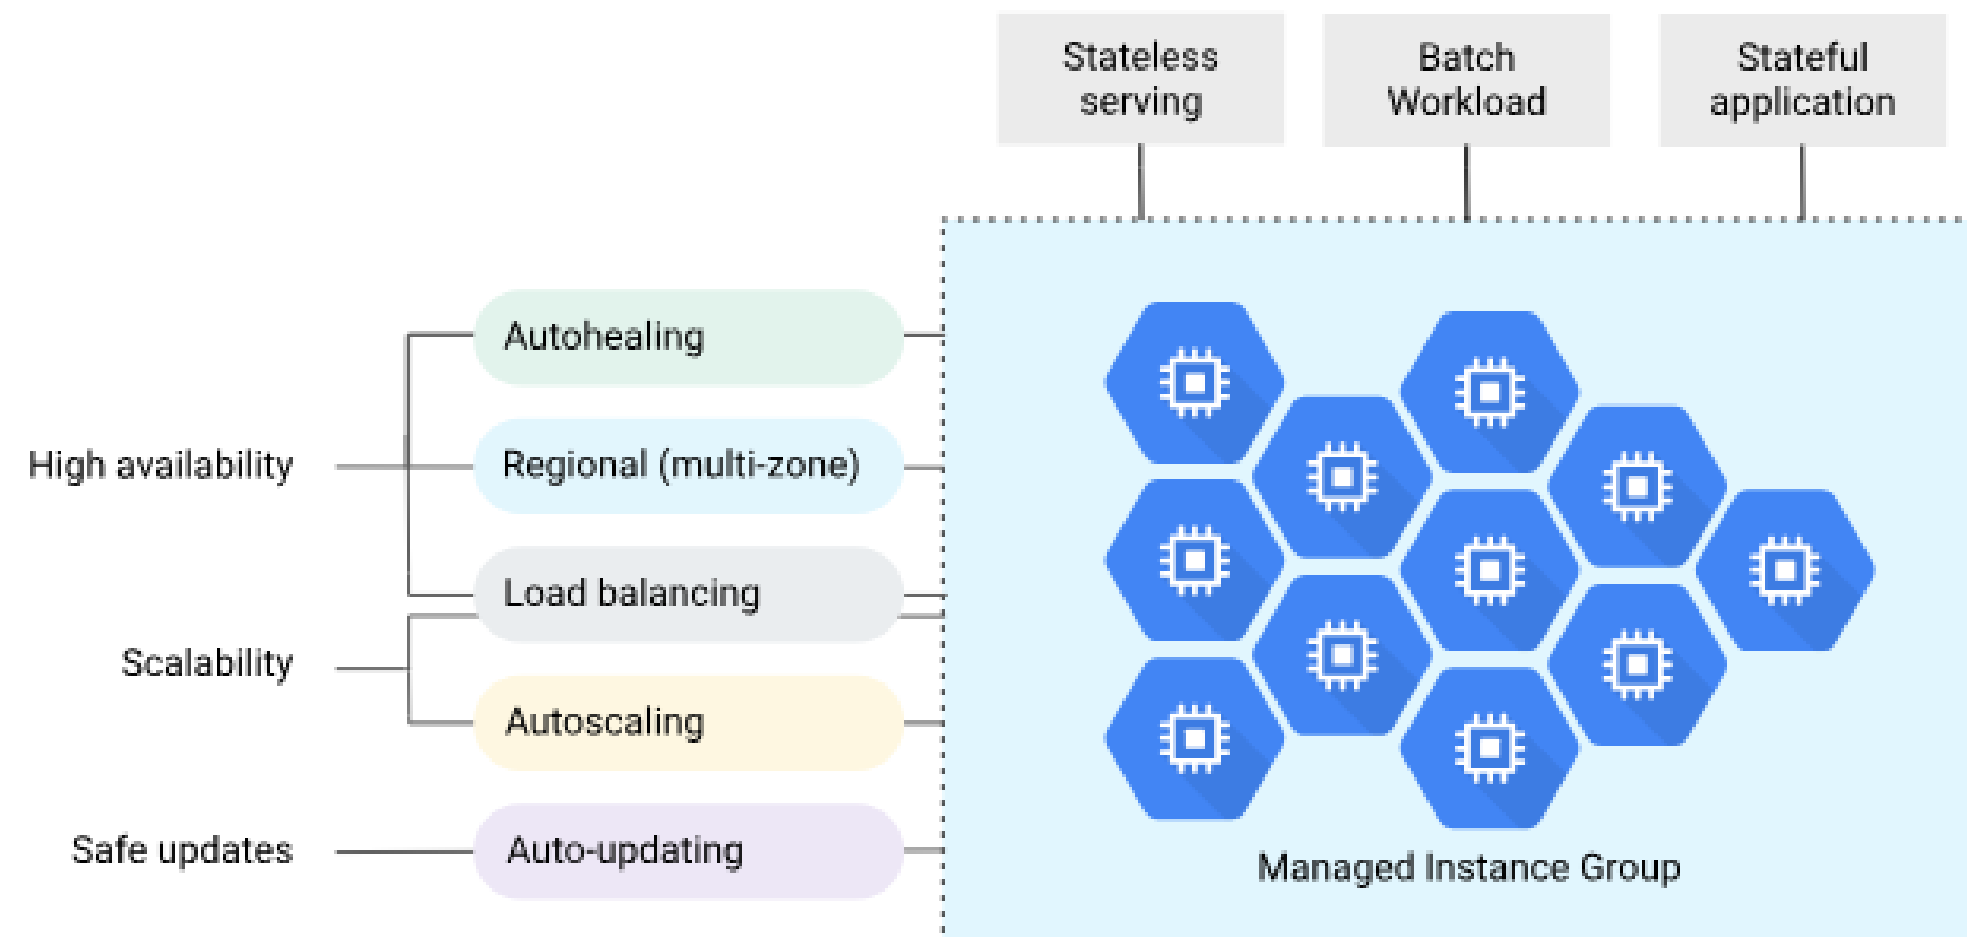 Stateless
serving
Batch
Workload
Stateful
application
High availability
Autohealing
Regional (multi-zone)
Load balancing
Scalability
Autoscaling
Safe updates
Auto-updating
Managed Instance Group